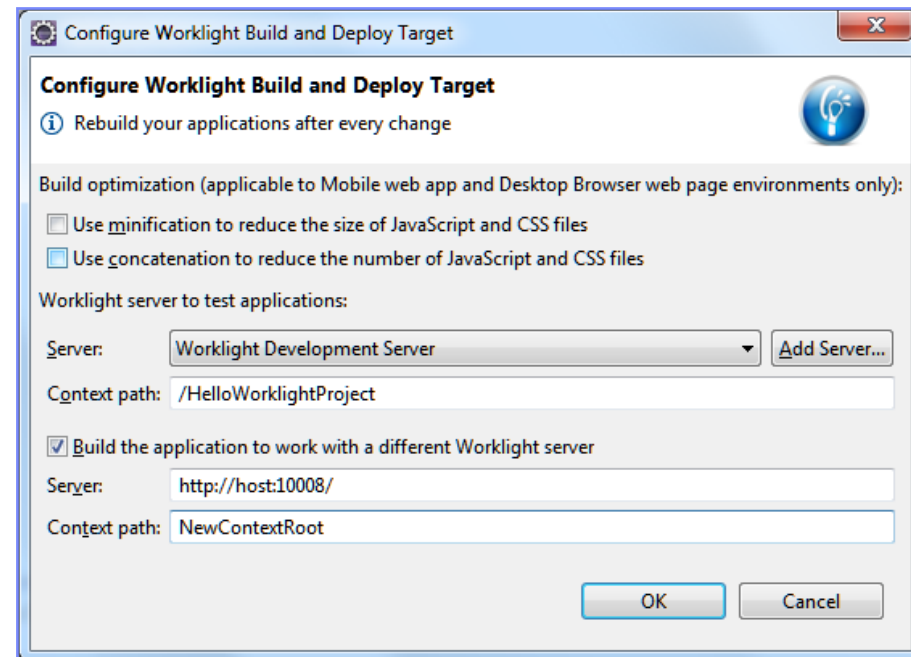 Configure Worklight Build and Deploy Target
Configure Worklight Build and Deploy Target
Rebuild your applications after every change
Build optimization (applicable to Mobile web app and Desktop Browser web page environments only):
Use minification to reduce the size of JavaScript and CSS files
Use concatenation to reduce the number of JavaScript and CSS files
Worklight server to test applications:
Server: Worklight Development Server Add Server...
Context path: /HelloWorklightProject
Build the application to work with a different Worklight server
Server: http://host:10008/
Context path: NewContextRoot
OK Cancel